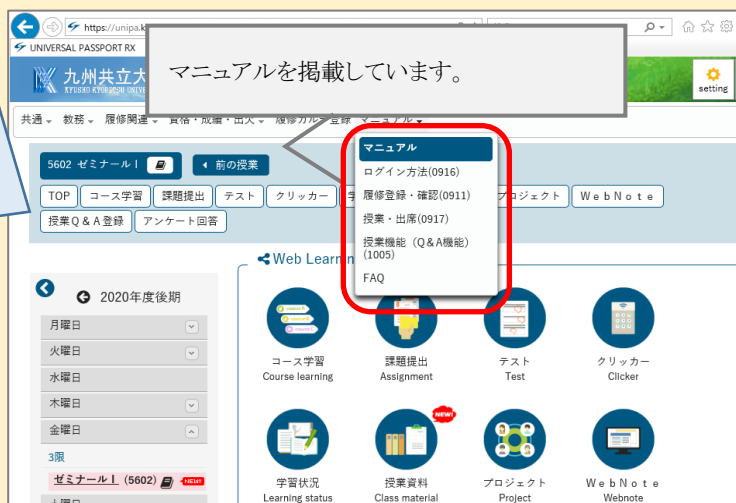 https://unipa.k
UNIVERSAL PASSPORT RX
マニュアルを掲載しています。
九州共立大
setting
共通 教務 履修関連 資格・成績・出欠 履修カルテ登録 マニュアル
マニュアル
ログイン方法(0916)
履修登録・確認(0911)
授業・出席(0917)
授業機能（Q&A機能）
(1005)
FAQ
5602 ゼミナールⅠ 前の授業
TOP コース学習 課題提出 テスト クリッカー 学 プロジェクト WebNote
授業Q&A登録 アンケート回答
Web Learnin
2020年度後期
月曜日
火曜日
水曜日
木曜日
金曜日
3限
ゼミナールⅠ (5602) NEW!
土曜日
コース学習
Course learning
課題提出
Assignment
テスト
Test
クリッカー
Clicker
NEW!
学習状況
Learning status
授業資料
Class material
プロジェクト
Project
WebNote
Webnote